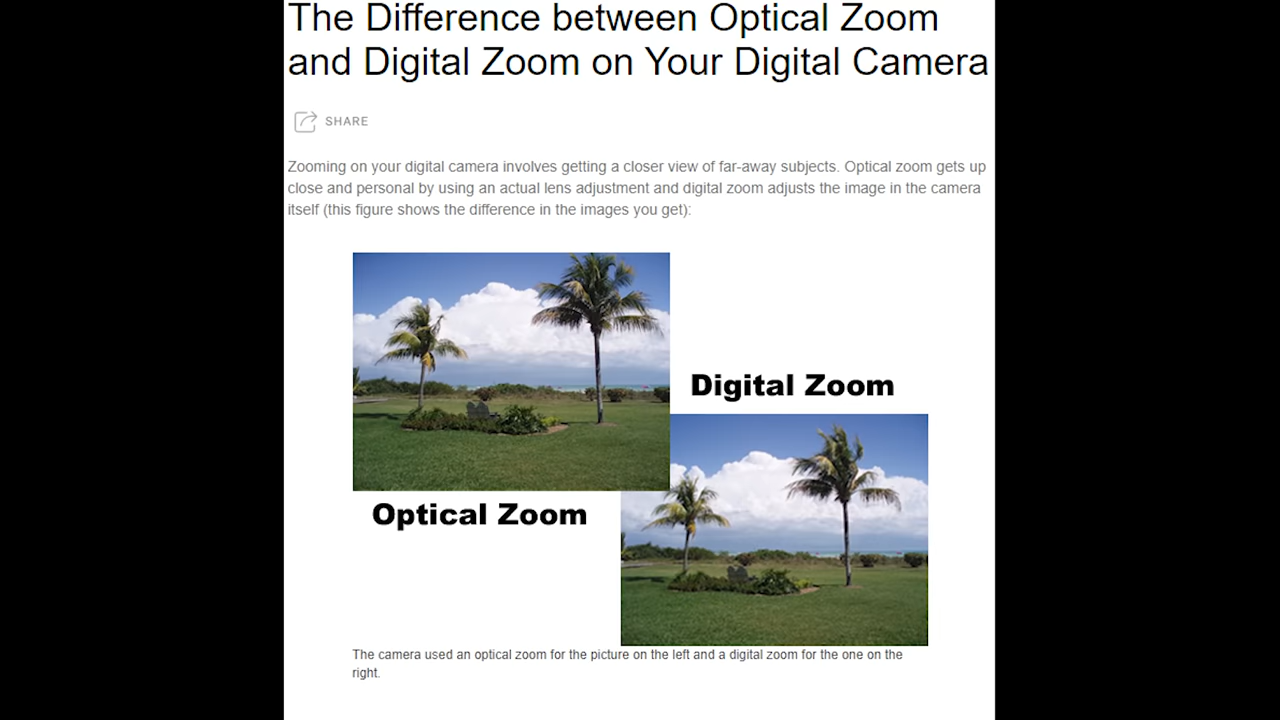 The Difference between Optical Zoom
and Digital Zoom on Your Digital Camera
SHARE
Zooming on your digital camera involves getting a closer view of far-away subjects. Optical zoom gets up
close and personal by using an actual lens adjustment and digital zoom adjusts the image in the camera
itself (this figure shows the difference in the images you get):
Digital Zoom
Optical Zoom
The camera used an optical zoom for the picture on the left and a digital zoom for the one on the
right.